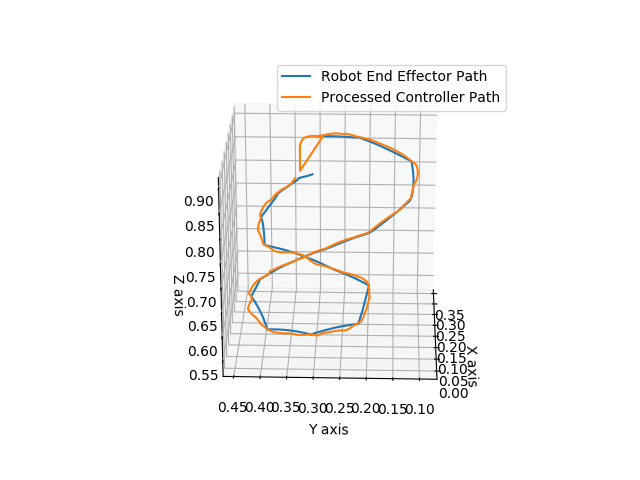 Robot End Effector Path
Processed Controller Path
0.90
0.85
0.80
0.75
0.70
0.65
0.60
0.55
Z axis
0.35
0.30
0.25
0.20
0.15
0.10
0.05
0.00
X axis
0.45 0.40 0.35 0.30 0.25 0.20 0.15 0.10
Y axis